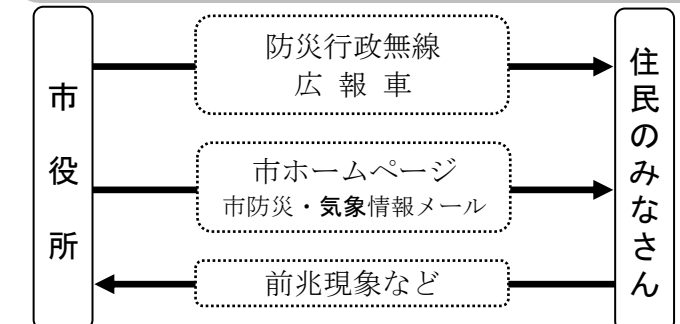 市役所
防災行政無線
広報車
市ホームページ
市防災・気象情報メール
前兆現象など
住民のみなさん